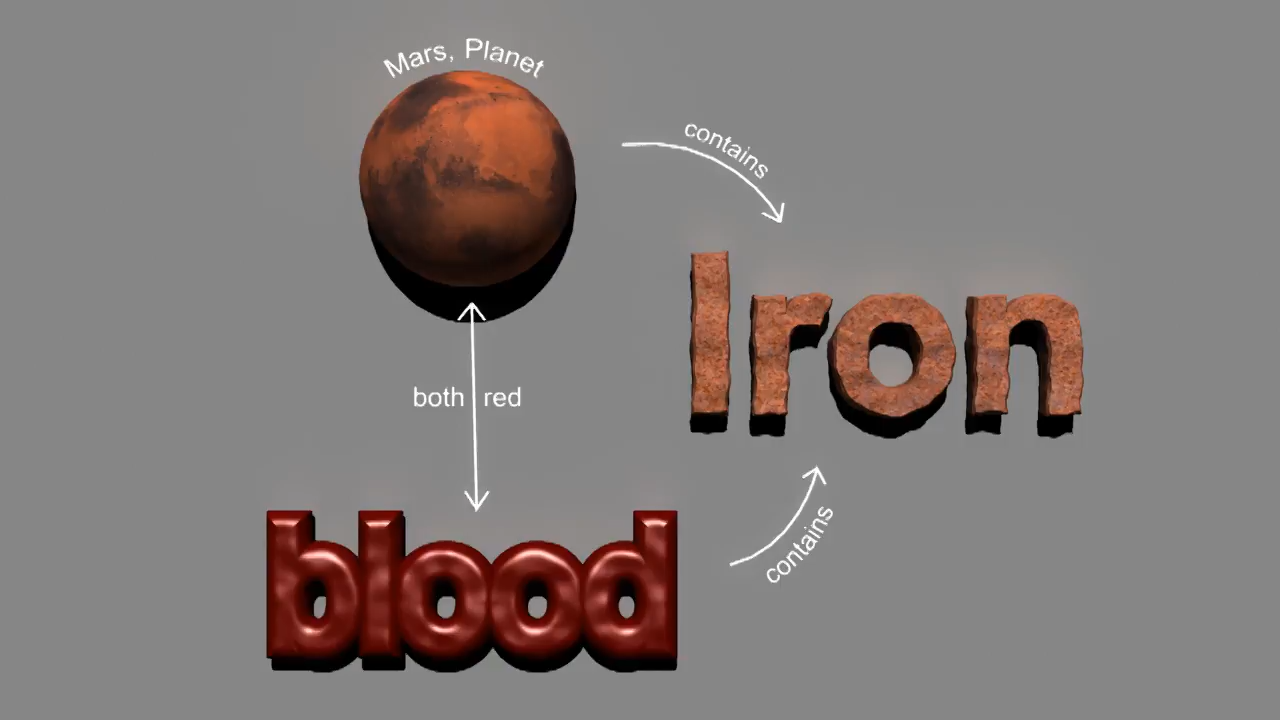 Mars, Planet
contains
Iron
both red
blood
contains